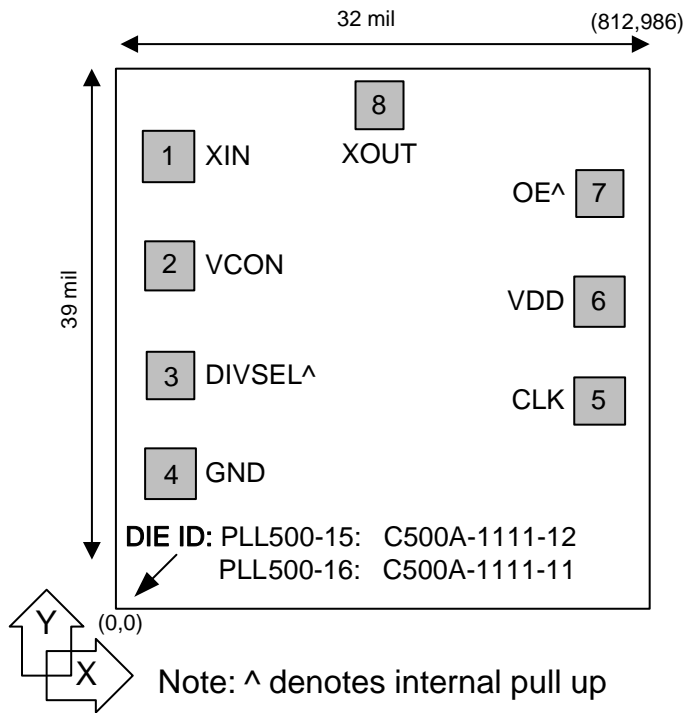 32 mil
(812,986)
8
XOUT
1 XIN
OE^ 7
2 VCON
39 mil
VDD 6
3 DIVSEL^
CLK 5
4 GND
DIE ID: PLL500-15: C500A-1111-12
PLL500-16: C500A-1111-11
(0,0)
Y
X
Note: ^ denotes internal pull up